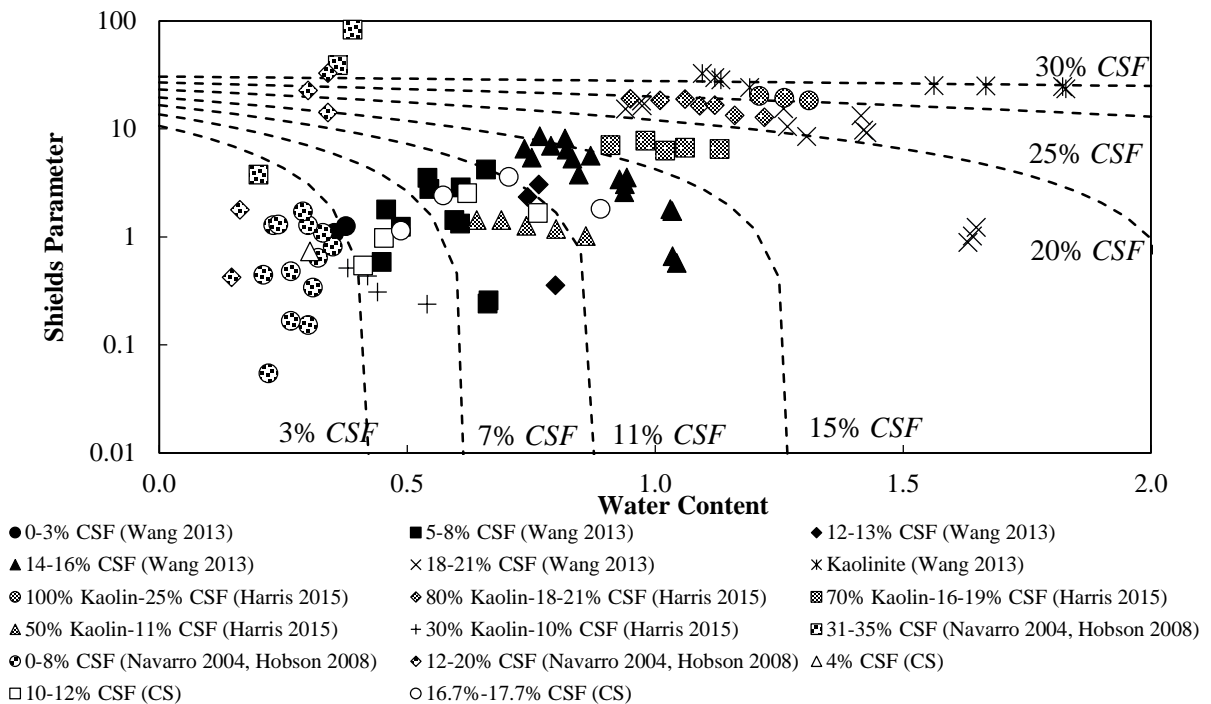 100
10
1
0.1
0.01
Shields Parameter
30% CSF
25% CSF
20% CSF
3% CSF
7% CSF
11% CSF
15% CSF
0.0 0.5 1.0 1.5 2.0
Water Content
0-3% CSF (Wang 2013) 5-8% CSF (Wang 2013) 12-13% CSF (Wang 2013)
14-16% CSF (Wang 2013) 18-21% CSF (Wang 2013) Kaolinite (Wang 2013)
100% Kaolin-25% CSF (Harris 2015) 80% Kaolin-18-21% CSF (Harris 2015) 70% Kaolin-16-19% CSF (Harris 2015)
50% Kaolin-11% CSF (Harris 2015) 30% Kaolin-10% CSF (Harris 2015) 31-35% CSF (Navarro 2004, Hobson 2008)
0-8% CSF (Navarro 2004, Hobson 2008) 12-20% CSF (Navarro 2004, Hobson 2008) 4% CSF (CS)
10-12% CSF (CS) 16.7%-17.7% CSF (CS)